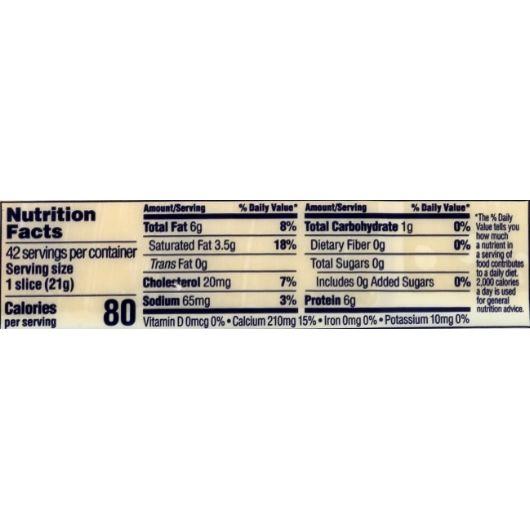 Nutrition
Facts
42 servings per container
Serving size
1 slice (21g)
Calories
per serving 80
Amount/Serving % Daily Value*
Total Fat 6g 8%
Saturated Fat 3.5g 18%
Trans Fat 0g
Cholesterol 20mg 7%
Sodium 65mg 3%
Amount/Serving % Daily Value*
Total Carbohydrate 1g 0%
Dietary Fiber 0g 0%
Total Sugars 0g
Includes 0g Added Sugars 0%
Protein 6g
Vitamin D 0mcg 0% • Calcium 210mg 15% • Iron 0mg 0% • Potassium 10mg 0%
*The % Daily
Value tells you
how much
a nutrient in
a serving of
food contributes
to a daily diet.
2,000 calories
a day is used
for general
nutrition advice.